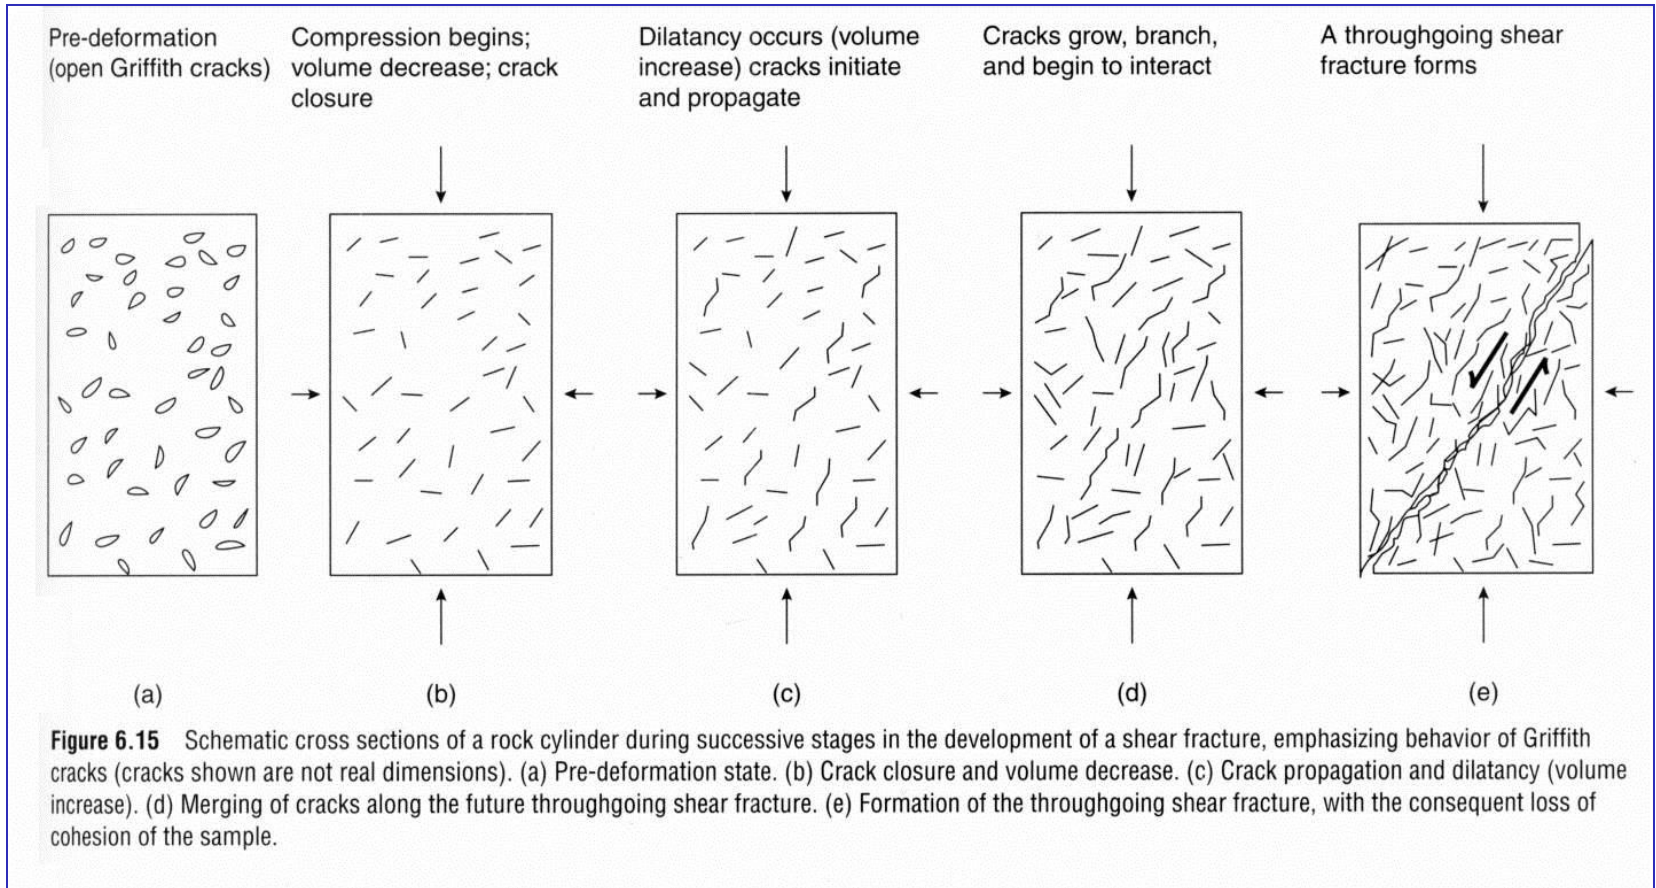 Pre-deformation
(open Griffith cracks)
Compression begins;
volume decrease; crack
closure
Dilatancy occurs (volume
increase) cracks initiate
and propagate
Cracks grow, branch,
and begin to interact
A throughgoing shear
fracture forms
(a)
(b)
(c)
(d)
(e)
Figure 6.15 Schematic cross sections of a rock cylinder during successive stages in the development of a shear fracture, emphasizing behavior of Griffith
cracks (cracks shown are not real dimensions). (a) Pre-deformation state. (b) Crack closure and volume decrease. (c) Crack propagation and dilatancy (volume
increase). (d) Merging of cracks along the future throughgoing shear fracture. (e) Formation of the throughgoing shear fracture, with the consequent loss of
cohesion of the sample.